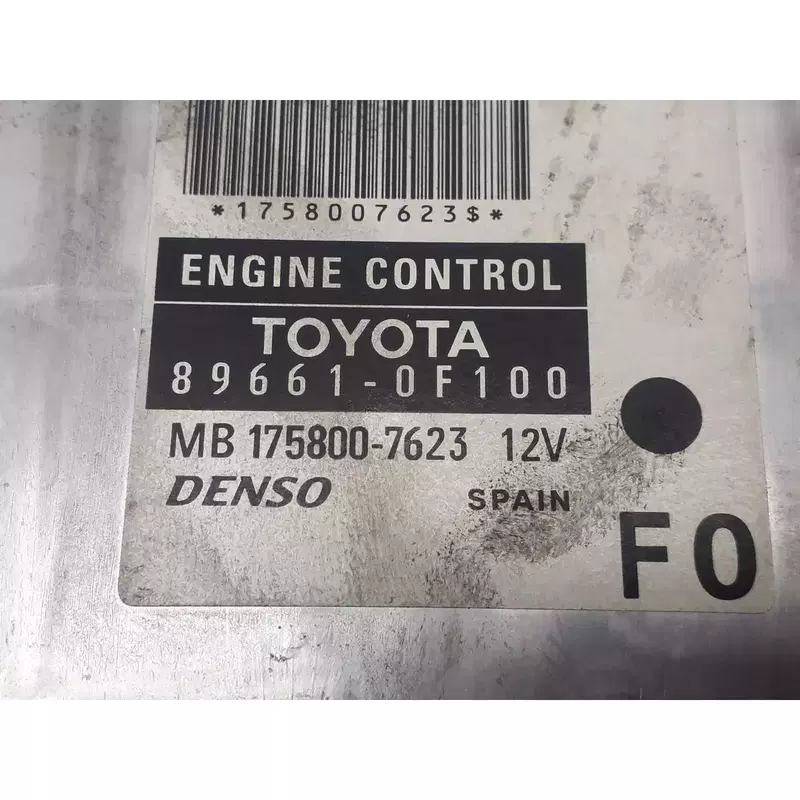 *1758007623$*
ENGINE CONTROL
TOYOTA
89661-0F100
MB 175800-7623 12V
DENSO SPAIN
F0